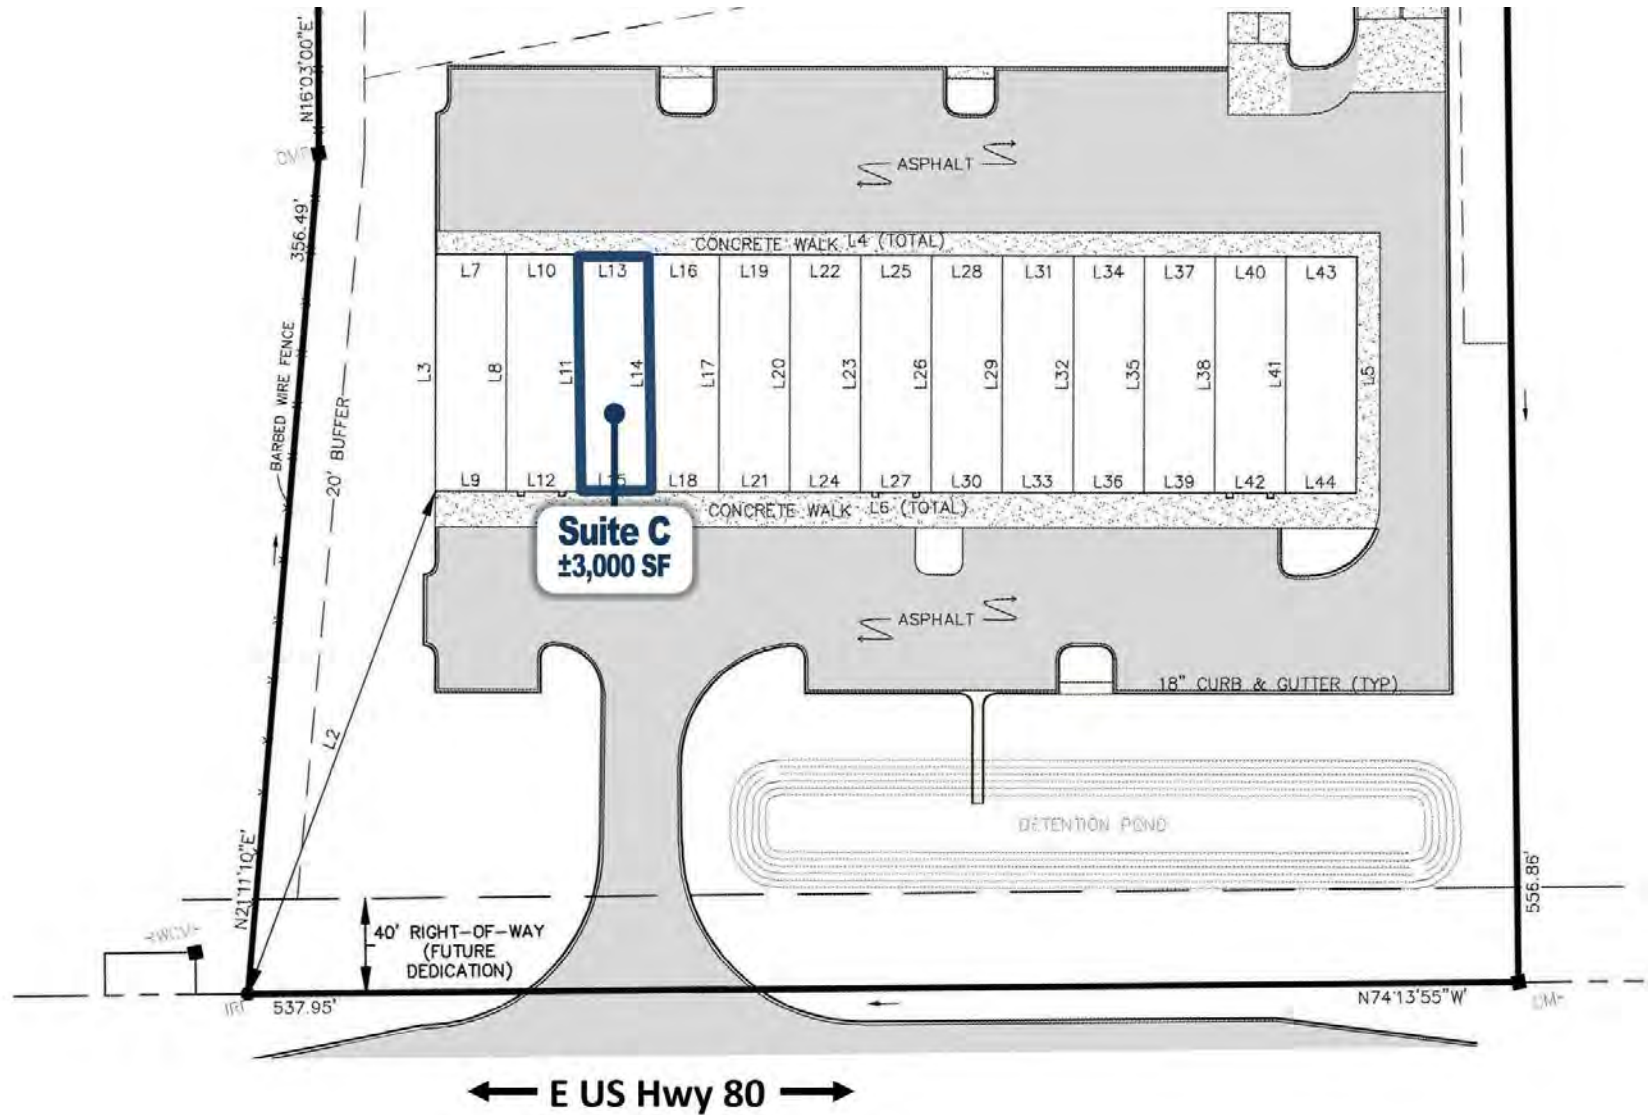 N16°03'00"E'
356.49'
BARBED WIRE FENCE
20' BUFFER
ASPHALT
CONCRETE WALK L4 (TOTAL)
L7 L10 L13 L16 L19 L22 L25 L28 L31 L34 L37 L40 L43
L3 L8 L11 L14 L17 L20 L23 L26 L29 L32 L35 L38 L41 L5
L9 L12 L15 L18 L21 L24 L27 L30 L33 L36 L39 L42 L44
CONCRETE WALK L6 (TOTAL)
Suite C
±3,000 SF
ASPHALT
18" CURB & GUTTER (TYP)
L2
DETENTION POND
N21°11'10"E'
556.86'
40' RIGHT-OF-WAY
(FUTURE
DEDICATION)
537.95'
N74°13'55"W'
E US Hwy 80